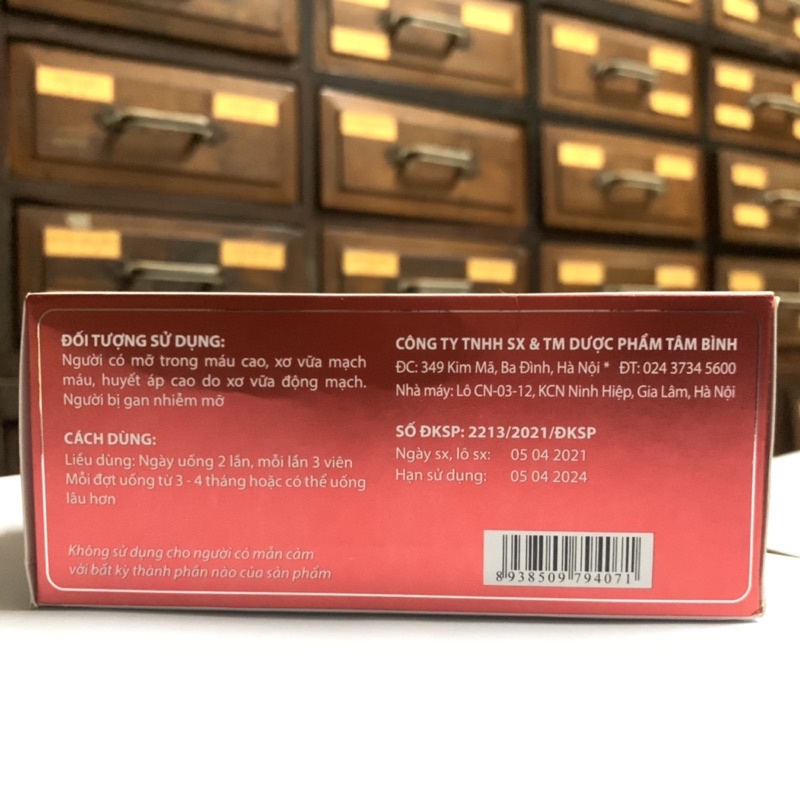 ĐỐI TƯỢNG SỬ DỤNG:
Người có mỡ trong máu cao, xơ vữa mạch
máu, huyết áp cao do xơ vữa động mạch.
Người bị gan nhiễm mỡ
CÁCH DÙNG:
Liều dùng: Ngày uống 2 lần, mỗi lần 3 viên
Mỗi đợt uống từ 3 - 4 tháng hoặc có thể uống
lâu hơn
Không sử dụng cho người có mẫn cảm
với bất kỳ thành phần nào của sản phẩm
CÔNG TY TNHH SX & TM DƯỢC PHẨM TÂM BÌNH
ĐC: 349 Kim Mã, Ba Đình, Hà Nội * ĐT: 024 3734 5600
Nhà máy: Lô CN-03-12, KCN Ninh Hiệp, Gia Lâm, Hà Nội
SỐ ĐKSP: 2213/2021/ĐKSP
Ngày sx, lô sx: 05 04 2021
Hạn sử dụng: 05 04 2024
8 938509 794071